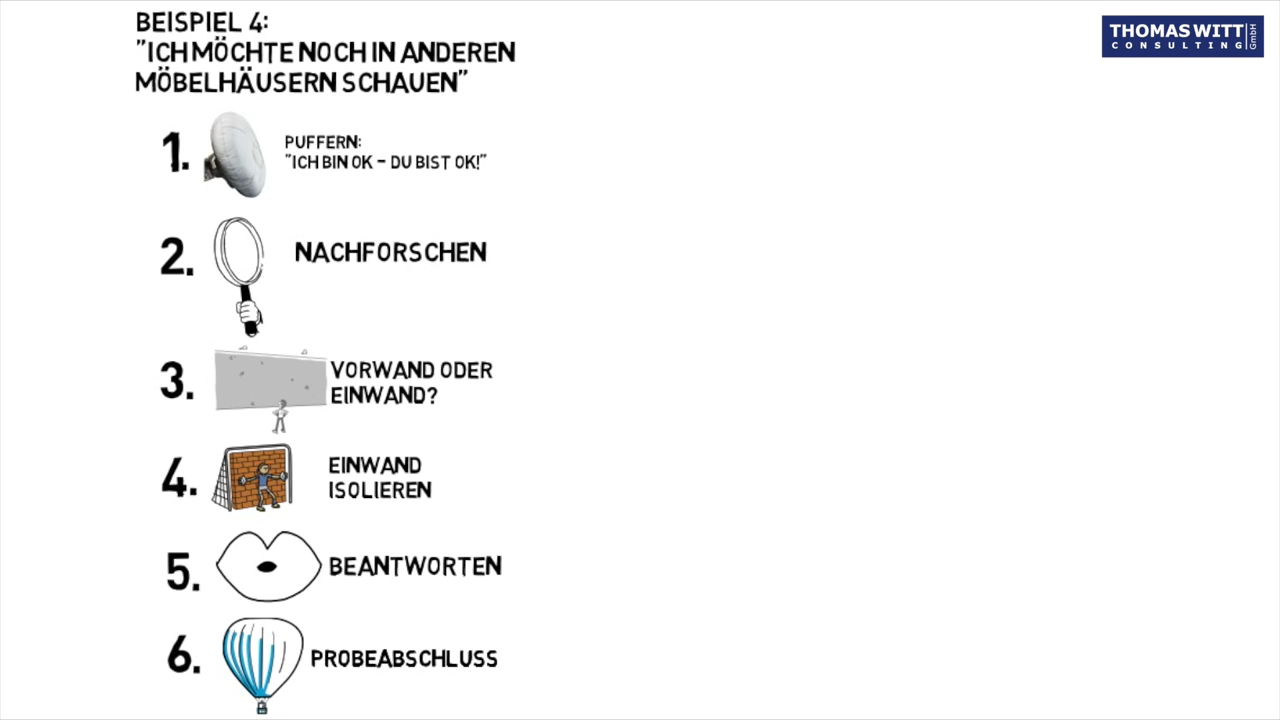 BEISPIEL 4:
"ICH MÖCHTE NOCH IN ANDEREN
MÖBELHÄUSERN SCHAUEN"
THOMAS WITT
CONSULTING
GmbH
1.
PUFFERN:
"ICH BIN OK - DU BIST OK!"
2.
NACHFORSCHEN
3.
VORWAND ODER
EINWAND?
4.
EINWAND
ISOLIEREN
5.
BEANTWORTEN
6.
PROBEABSCHLUSS